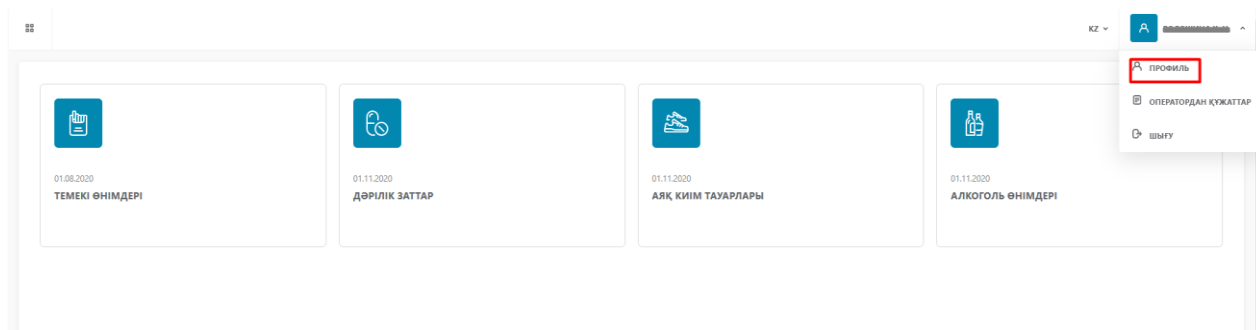 KZ
ПРОФИЛЬ
ОПЕРАТОРДАН ҚҰЖАТТАР
ШЫҒУ
01.08.2020
ТЕМЕКІ ӨНІМДЕРІ
01.11.2020
ДӘРІЛІК ЗАТТАР
01.11.2020
АЯҚ КИІМ ТАУАРЛАРЫ
01.11.2020
АЛКОГОЛЬ ӨНІМДЕРІ